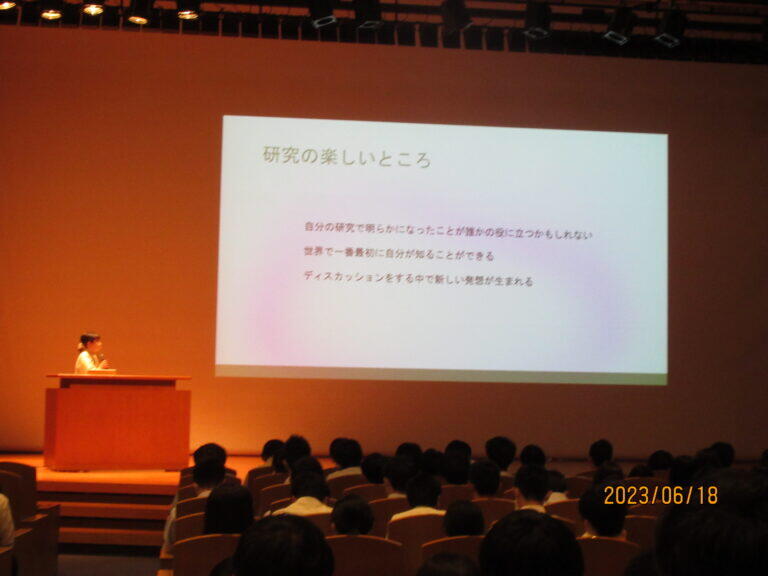 研究の楽しいところ
自分の研究で明らかになったことが誰かの役に立つかもしれない
世界で一番最初に自分が知ることができる
ディスカッションをする中で新しい発想が生まれる
2023/06/18